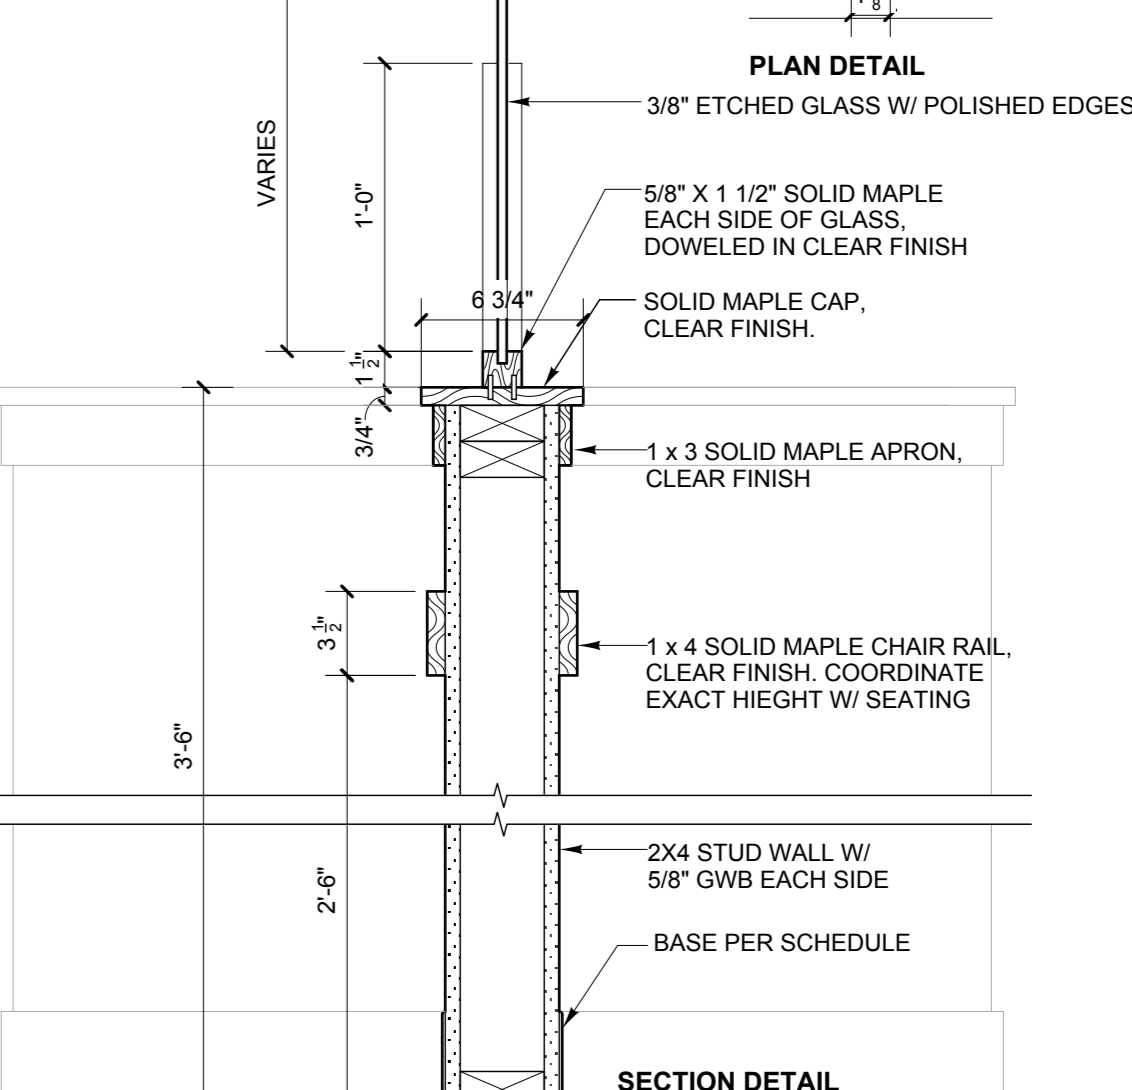 8
PLAN DETAIL
3/8" ETCHED GLASS W/ POLISHED EDGES
VARIES
1'-0"
5/8" X 1 1/2" SOLID MAPLE
EACH SIDE OF GLASS,
DOWELED IN CLEAR FINISH
6 3/4"
SOLID MAPLE CAP,
CLEAR FINISH.
1 1/2"
3/4"
1 x 3 SOLID MAPLE APRON,
CLEAR FINISH
3 1/2"
1 x 4 SOLID MAPLE CHAIR RAIL,
CLEAR FINISH. COORDINATE
EXACT HIEGHT W/ SEATING
3'-6"
2X4 STUD WALL W/
5/8" GWB EACH SIDE
2'-6"
BASE PER SCHEDULE
SECTION DETAIL